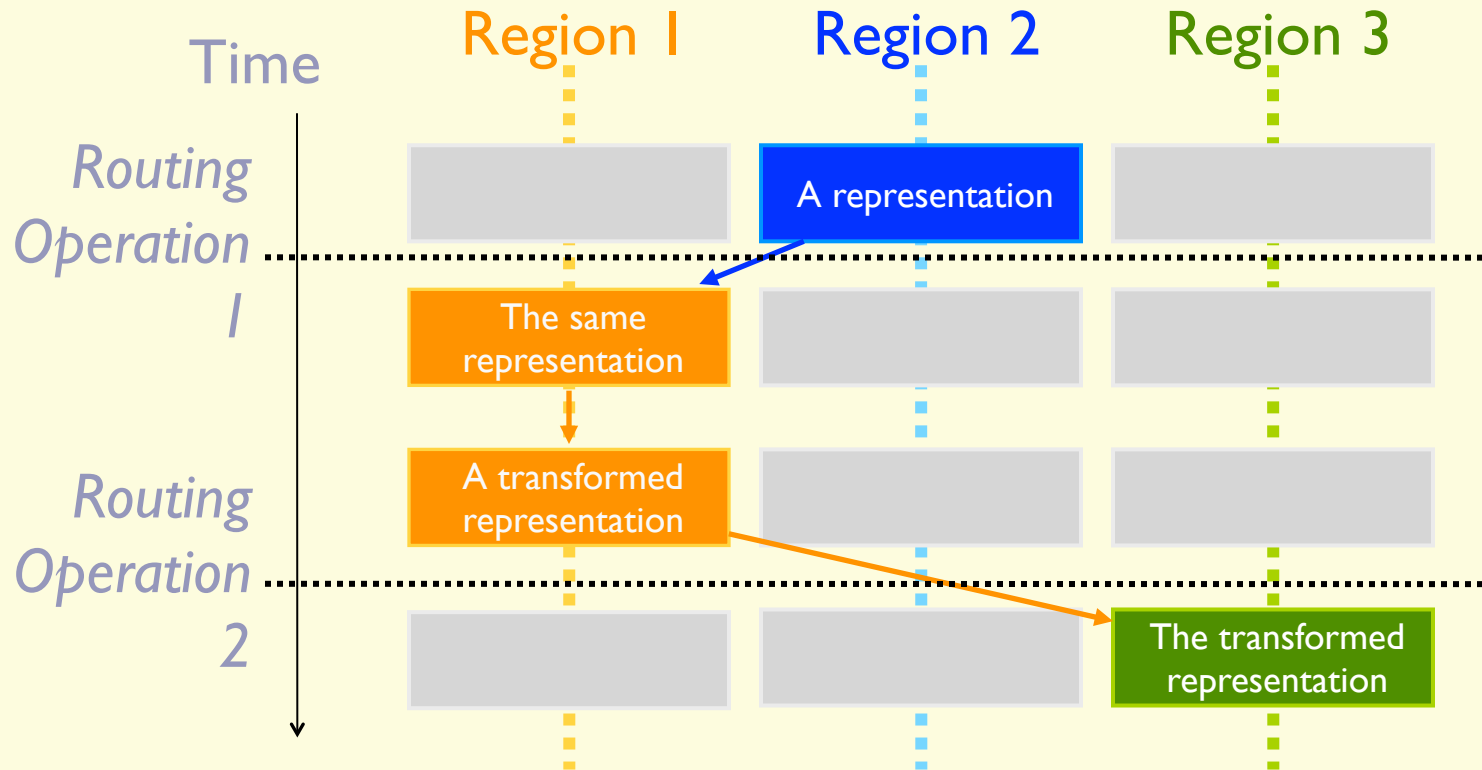 Time
Region 1
Region 2
Region 3
Routing
Operation
1
A representation
The same
representation
A transformed
representation
Routing
Operation
2
The transformed
representation